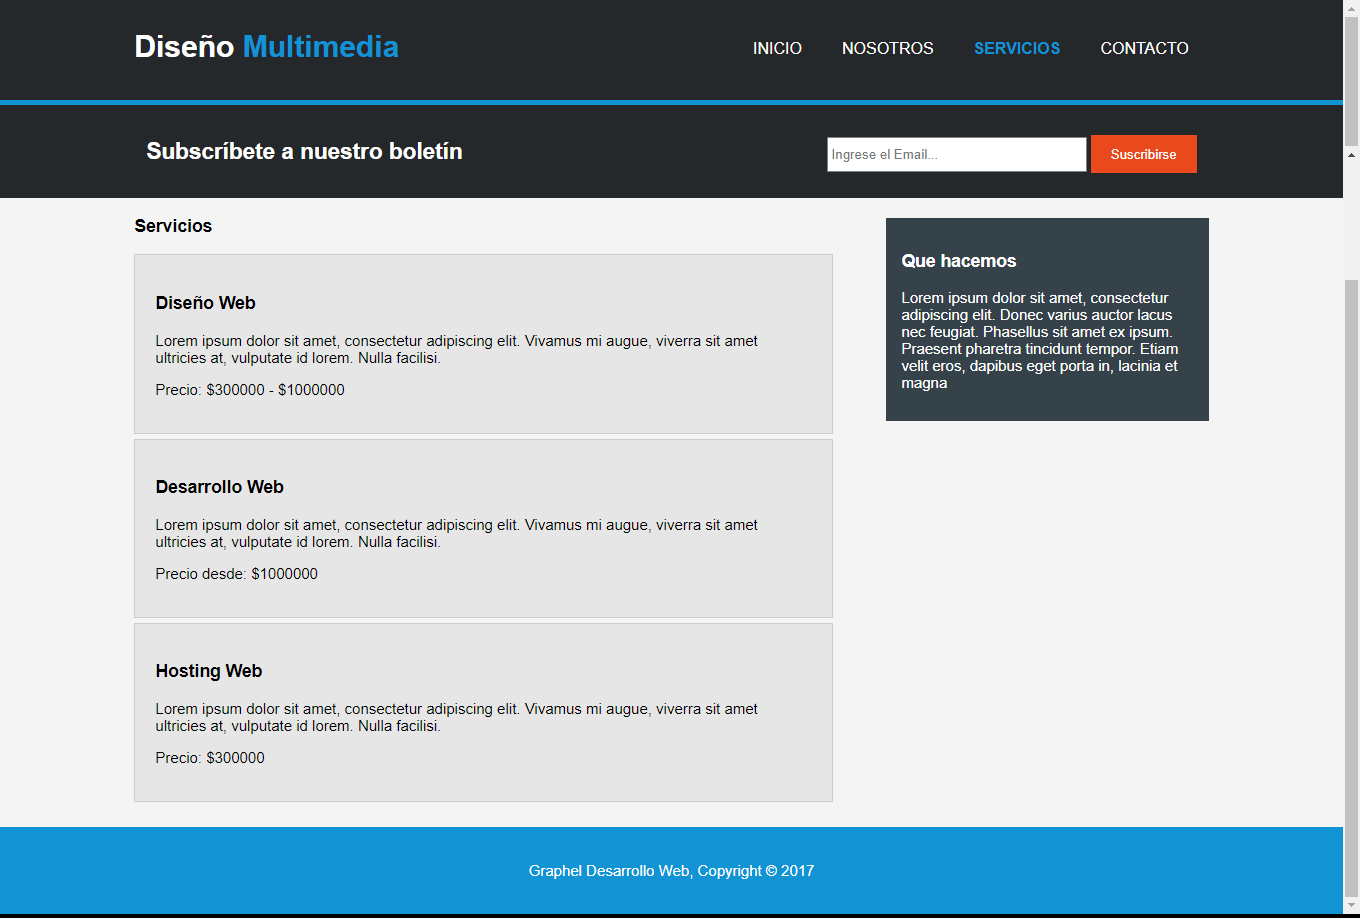 Diseño Multimedia
INICIO NOSOTROS SERVICIOS CONTACTO
Subscríbete a nuestro boletín
Ingrese el Email... Suscribirse
Servicios
Diseño Web
Lorem ipsum dolor sit amet, consectetur adipiscing elit. Vivamus mi augue, viverra sit amet
ultricies at, vulputate id lorem. Nulla facilisi.
Precio: $300000 - $1000000
Desarrollo Web
Lorem ipsum dolor sit amet, consectetur adipiscing elit. Vivamus mi augue, viverra sit amet
ultricies at, vulputate id lorem. Nulla facilisi.
Precio desde: $1000000
Hosting Web
Lorem ipsum dolor sit amet, consectetur adipiscing elit. Vivamus mi augue, viverra sit amet
ultricies at, vulputate id lorem. Nulla facilisi.
Precio: $300000
Que hacemos
Lorem ipsum dolor sit amet, consectetur
adipiscing elit. Donec varius auctor lacus
nec feugiat. Phasellus sit amet ex ipsum.
Praesent pharetra tincidunt tempor. Etiam
velit eros, dapibus eget porta in, lacinia et
magna
Graphel Desarrollo Web, Copyright © 2017